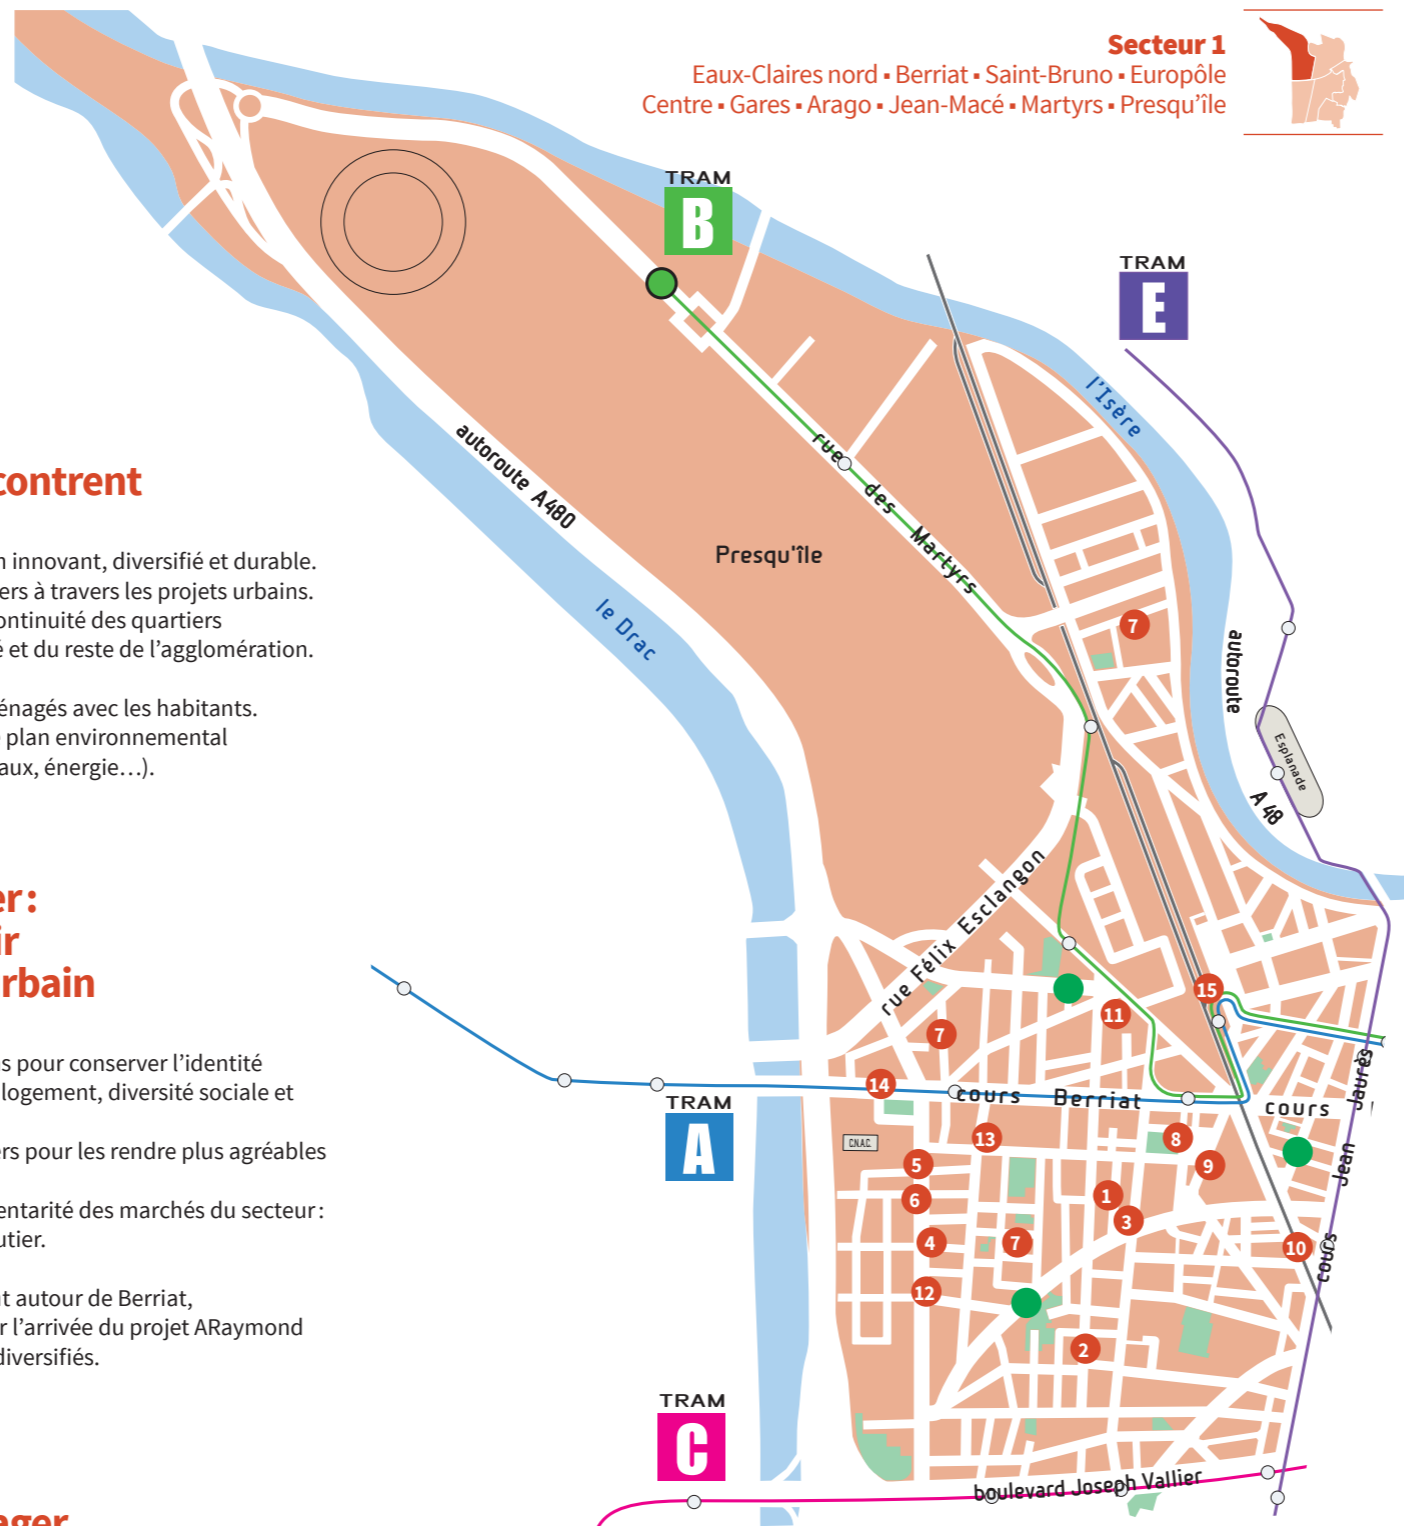 Secteur 1
Eaux-Claires nord ▪ Berriat ▪ Saint-Bruno ▪ Europôle
Centre ▪ Gares ▪ Arago ▪ Jean-Macé ▪ Martyrs ▪ Presqu'île
TRAM
B
TRAM
E
l'Isère
autoroute A480
rue des Martyrs
Presqu'île
le Drac
7
autoroute
A 48
Esplanade
contrent
n innovant, diversifié et durable.
ers à travers les projets urbains.
ontinuité des quartiers
é et du reste de l'agglomération.
énagés avec les habitants.
e plan environnemental
aux, énergie…).
er :
ir
rbain
es pour conserver l'identité
logement, diversité sociale et
ers pour les rendre plus agréables
entarité des marchés du secteur :
utier.
nt autour de Berriat,
r l'arrivée du projet ARaymond
diversifiés.
ager
rue Félix Esclangon
15
11
7
14
cours Berriat
cours
TRAM
A
C.N.A.C.
13
8
5
9
6
1
3
4
7
10
12
2
cours Jean Jaurès
TRAM
C
boulevard Joseph Vallier